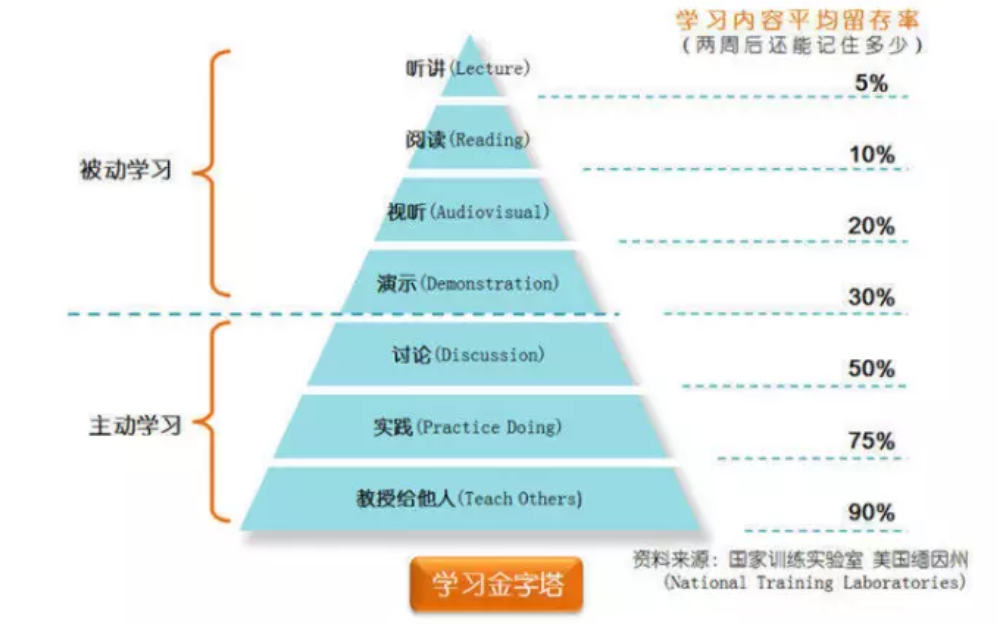 学习内容平均留存率
(两周后还能记住多少)
听讲(Lecture)
5%
阅读(Reading)
10%
被动学习
视听(Audiovisual)
20%
演示(Demonstration)
30%
讨论(Discussion)
50%
主动学习
实践(Practice Doing)
75%
教授给他人(Teach Others)
90%
资料来源：国家训练实验室 美国缅因州
(National Training Laboratories)
学习金字塔